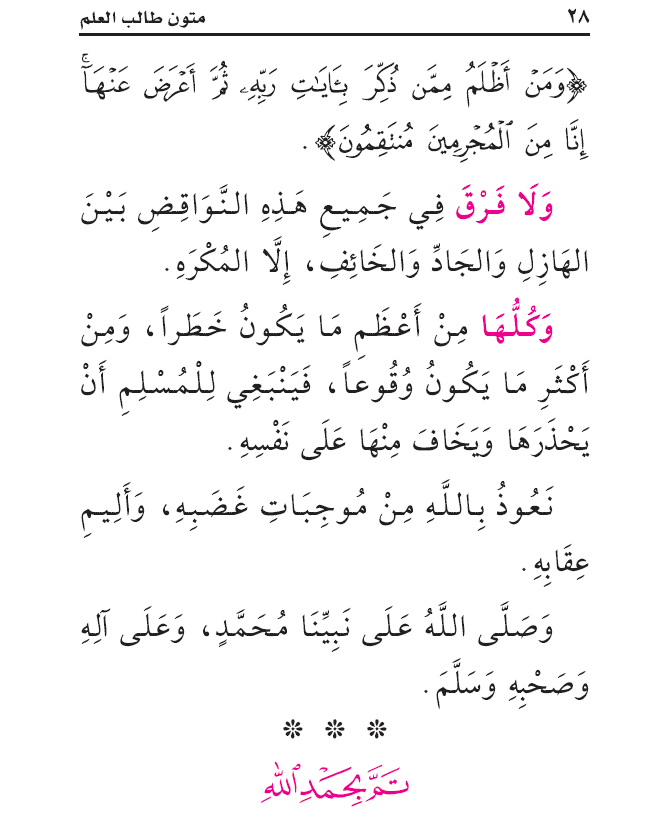 ٢٨ متون طالب العلم
﴿وَمَنۡ أَظۡلَمُ مِمَّن ذُكِّرَ بِـَٔايَٰتِ رَبِّهِۦ ثُمَّ أَعۡرَضَ عَنۡهَآۚ
إِنَّا مِنَ ٱلۡمُجۡرِمِينَ مُنتَقِمُونَ﴾.
وَلَا فَرْقَ فِي جَمِيعِ هَذِهِ النَّوَاقِضِ بَيْنَ
الهَازِلِ وَالجَادِّ وَالخَائِفِ، إِلَّا المُكْرَهِ.
وَكُلُّهَا مِنْ أَعْظَمِ مَا يَكُونُ خَطَراً، وَمِنْ
أَكْثَرِ مَا يَكُونُ وُقُوعاً، فَيَنْبَغِي لِلْمُسْلِمِ أَنْ
يَحْذَرَهَا وَيَخَافَ مِنْهَا عَلَى نَفْسِهِ.
نَعُوذُ بِاللَّهِ مِنْ مُوجِبَاتِ غَضَبِهِ، وَأَلِيمِ
عِقَابِهِ.
وَصَلَّى اللَّهُ عَلَى نَبِيِّنَا مُحَمَّدٍ، وَعَلَى آلِهِ
وَصَحْبِهِ وَسَلَّمَ.
تَمَّ بِحَمْدِ ٱللَّهِ